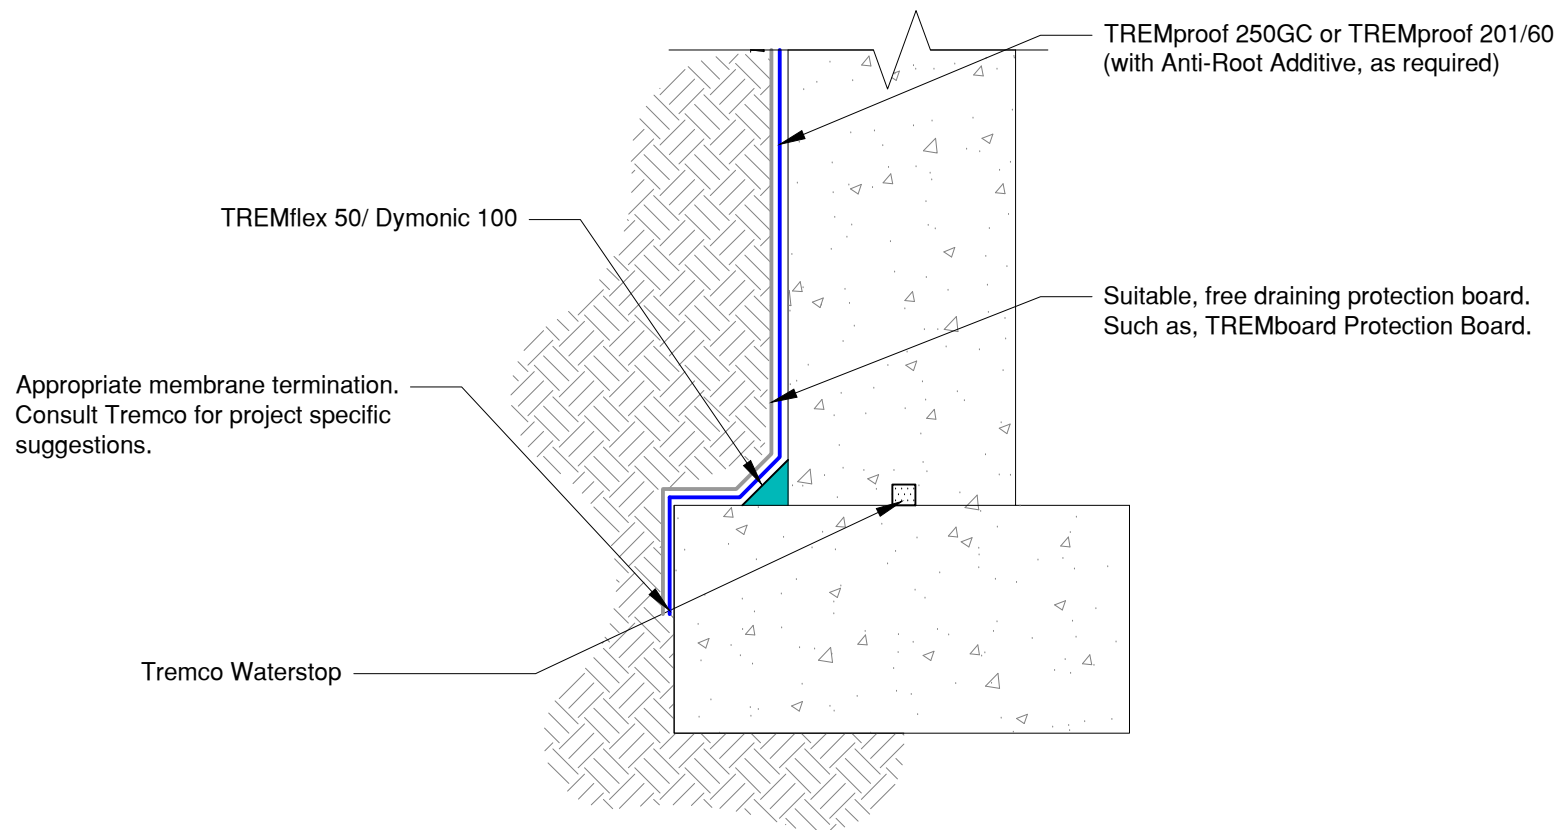 TREMproof 250GC or TREMproof 201/60
(with Anti-Root Additive, as required)
TREMflex 50/ Dymonic 100
Suitable, free draining protection board.
Such as, TREMboard Protection Board.
Appropriate membrane termination.
Consult Tremco for project specific
suggestions.
Tremco Waterstop